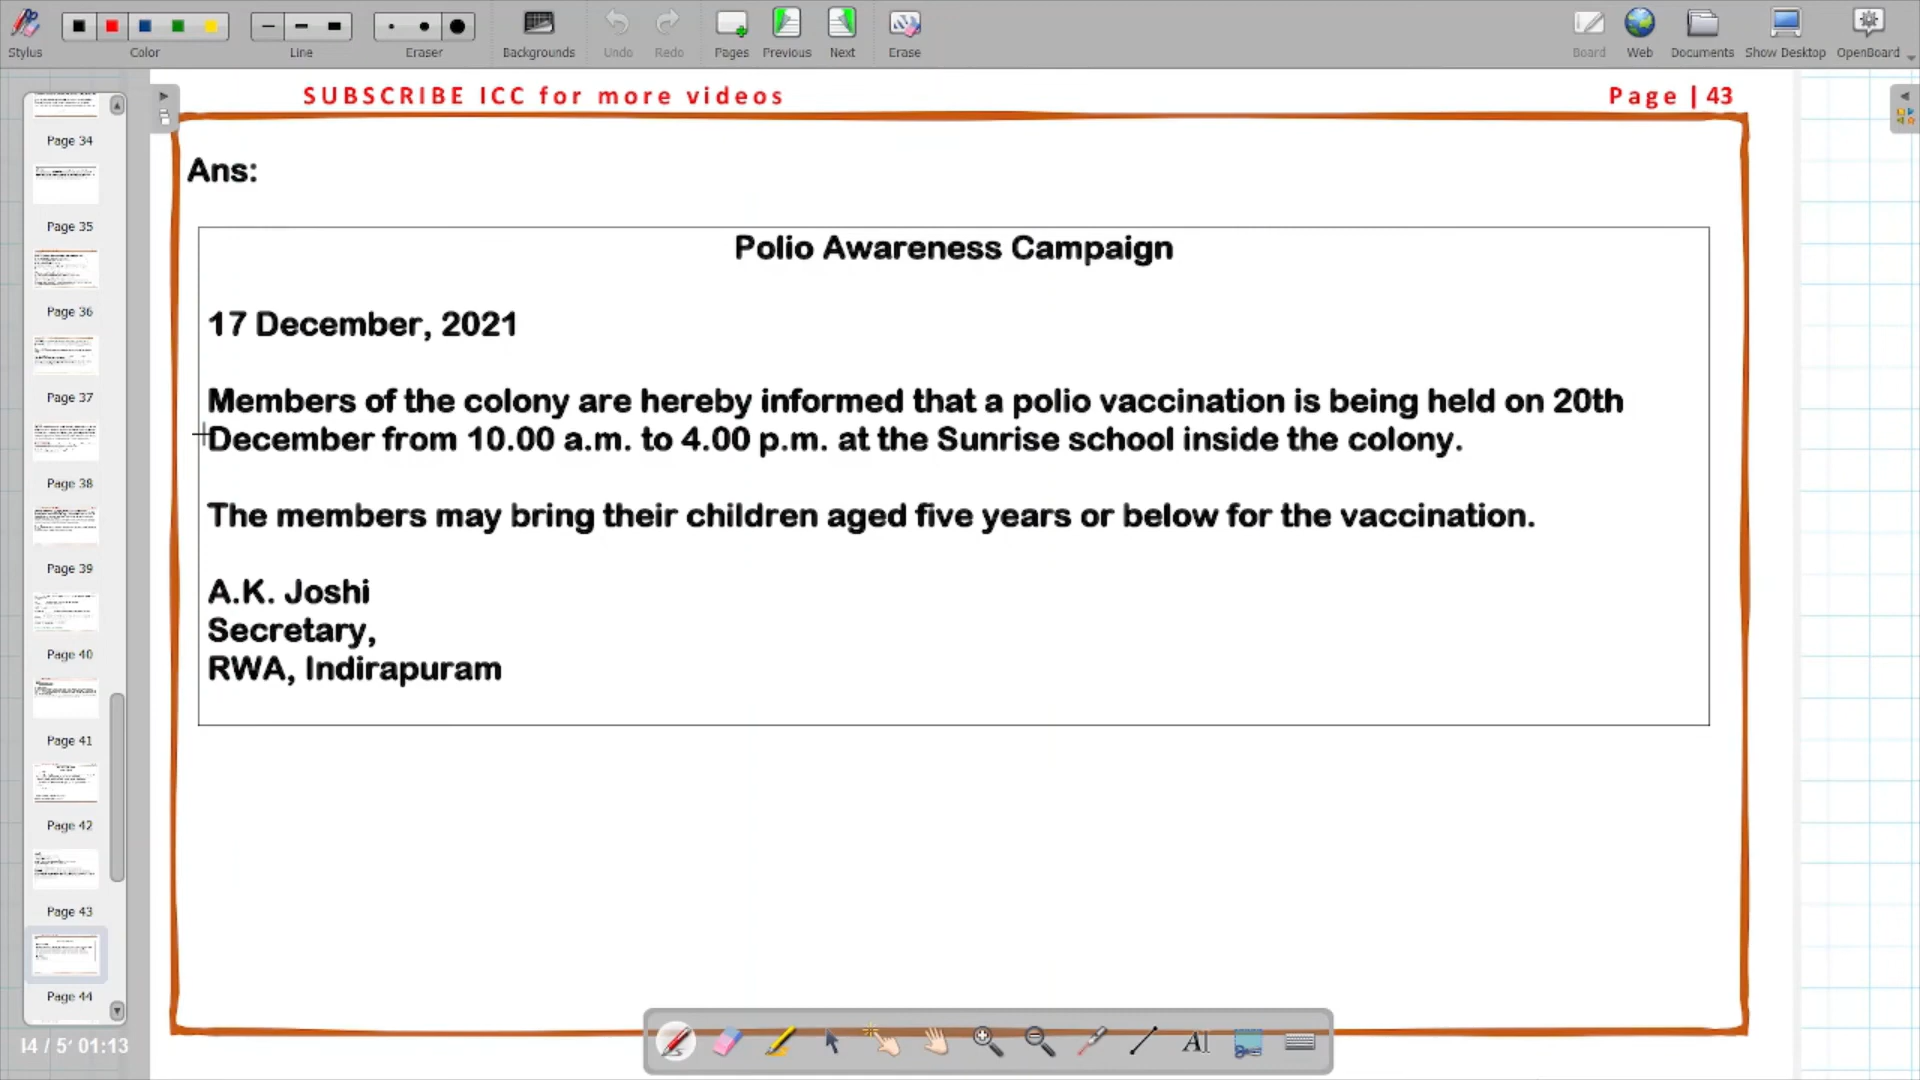 Stylus
Color
Line
Eraser
Backgrounds
Undo
Redo
Pages
Previous
Next
Erase
Board
Web
Documents
Show Desktop
OpenBoard
SUBSCRIBE ICC for more videos
Page | 43
Page 34
Page 35
Page 36
Page 37
Page 38
Page 39
Page 40
Page 41
Page 42
Page 43
Page 44
Ans:
Polio Awareness Campaign
17 December, 2021
Members of the colony are hereby informed that a polio vaccination is being held on 20th
December from 10.00 a.m. to 4.00 p.m. at the Sunrise school inside the colony.
The members may bring their children aged five years or below for the vaccination.
A.K. Joshi
Secretary,
RWA, Indirapuram
01:13